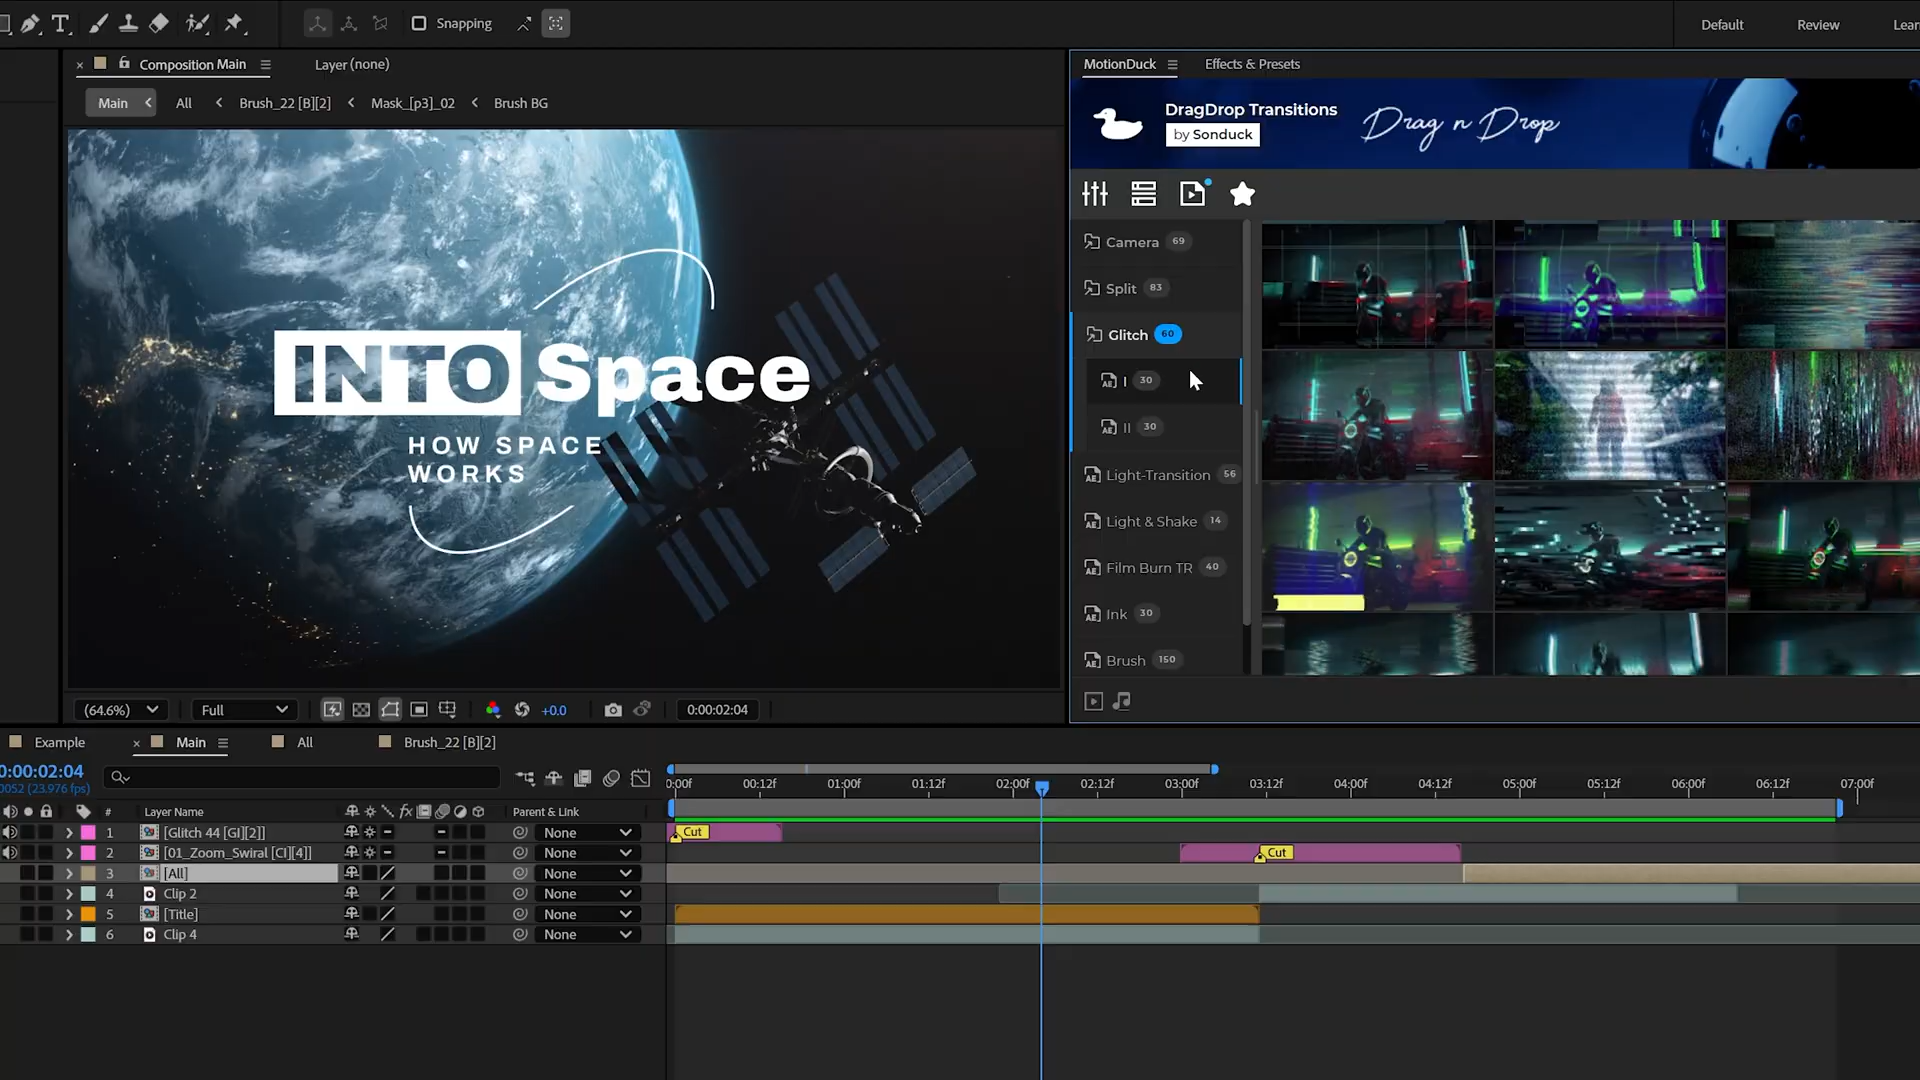 Snapping
Default
Review
Composition Main
Layer (none)
MotionDuck
Effects & Presets
Main
All
Brush_22 [B][2]
Mask_[p3]_02
Brush BG
DragDrop Transitions
by Sonduck
Drag n Drop
Camera 69
Split 83
Glitch 60
I 30
II 30
Light-Transition 56
Light & Shake 14
Film Burn TR 40
Ink 30
Brush 150
INTO Space
HOW SPACE
WORKS
(64.6%)
Full
+0.0
0:00:02:04
Example
Main
All
Brush_22 [B][2]
0:00:02:04
0052 (23.976 fps)
# Layer Name
Parent & Link
0:00f 00:12f 01:00f 01:12f 02:00f 02:12f 03:00f 03:12f 04:00f 04:12f 05:00f 05:12f 06:00f 06:12f 07:00f
1 [Glitch 44 [GI][2]] None Cut
2 [01_Zoom_Swiral [CI][4]] None Cut
3 [All] None
4 Clip 2 None
5 [Title] None
6 Clip 4 None